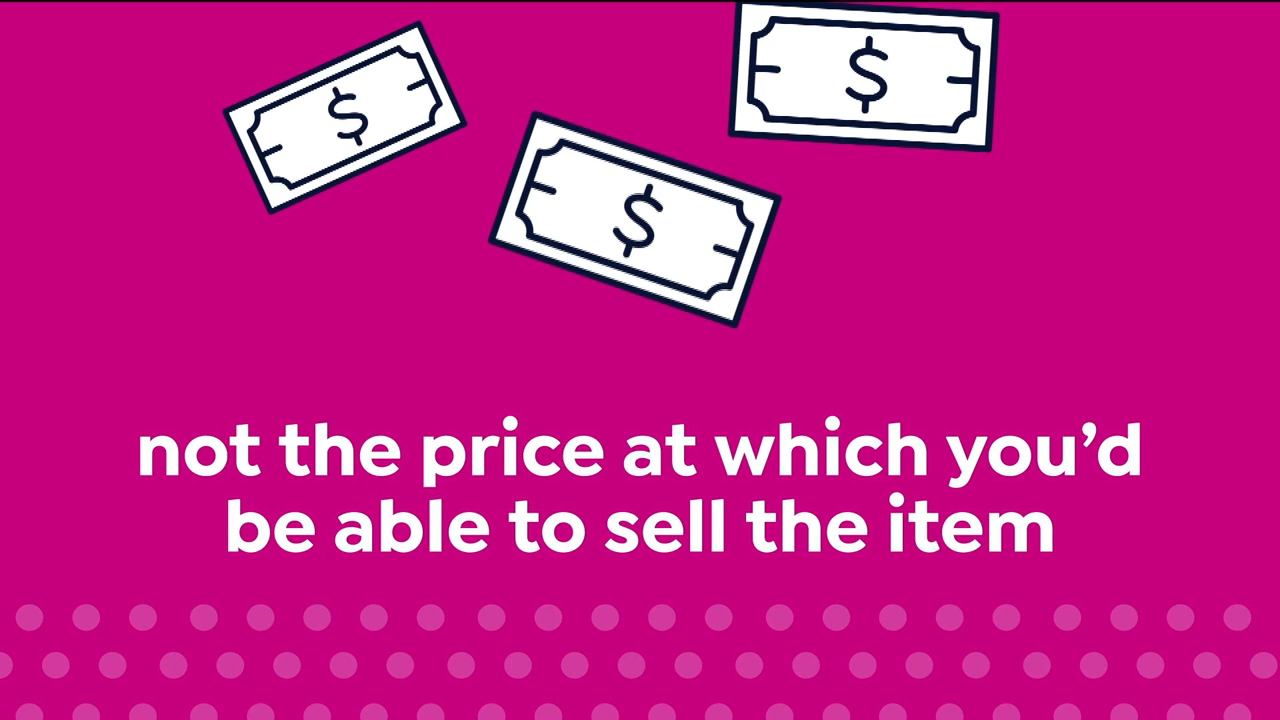 $
$
$
not the price at which you’d
be able to sell the item